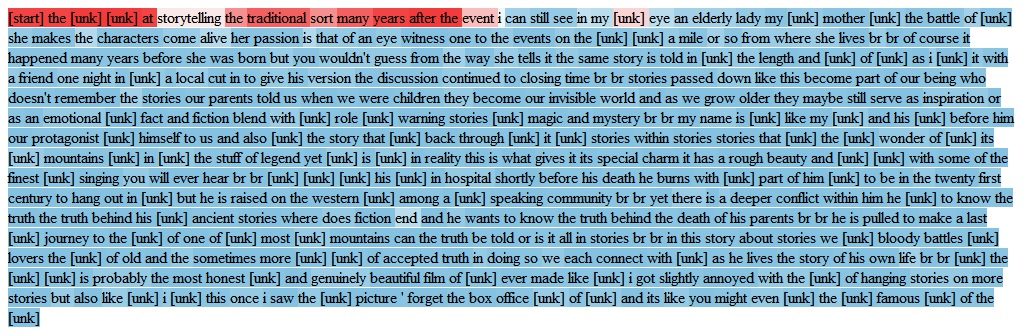 [start] the [unk] [unk] at storytelling the traditional sort many years after the event i can still see in my [unk] eye an elderly lady my [unk] mother [unk] the battle of [unk]
she makes the characters come alive her passion is that of an eye witness one to the events on the [unk] [unk] a mile or so from where she lives br br of course it
happened many years before she was born but you wouldn't guess from the way she tells it the same story is told in [unk] the length and [unk] of [unk] as i [unk] it with
a friend one night in [unk] a local cut in to give his version the discussion continued to closing time br br stories passed down like this become part of our being who
doesn't remember the stories our parents told us when we were children they become our invisible world and as we grow older they maybe still serve as inspiration or
as an emotional [unk] fact and fiction blend with [unk] role [unk] warning stories [unk] magic and mystery br br my name is [unk] like my [unk] and his [unk] before him
our protagonist [unk] himself to us and also [unk] the story that [unk] back through [unk] it [unk] stories within stories stories that [unk] the [unk] wonder of [unk] its
[unk] mountains [unk] in [unk] the stuff of legend yet [unk] is [unk] in reality this is what gives it its special charm it has a rough beauty and [unk] [unk] with some of the
finest [unk] singing you will ever hear br br [unk] [unk] [unk] his [unk] in hospital shortly before his death he burns with [unk] part of him [unk] to be in the twenty first
century to hang out in [unk] but he is raised on the western [unk] among a [unk] speaking community br br yet there is a deeper conflict within him he [unk] to know the
truth the truth behind his [unk] ancient stories where does fiction end and he wants to know the truth behind the death of his parents br br he is pulled to make a last
[unk] journey to the [unk] of one of [unk] most [unk] mountains can the truth be told or is it all in stories br br in this story about stories we [unk] bloody battles [unk]
lovers the [unk] of old and the sometimes more [unk] [unk] of accepted truth in doing so we each connect with [unk] as he lives the story of his own life br br [unk] the
[unk] [unk] is probably the most honest [unk] and genuinely beautiful film of [unk] ever made like [unk] i got slightly annoyed with the [unk] of hanging stories on more
stories but also like [unk] i [unk] this once i saw the [unk] picture ' forget the box office [unk] of [unk] and its like you might even [unk] the [unk] famous [unk] of the
[unk]